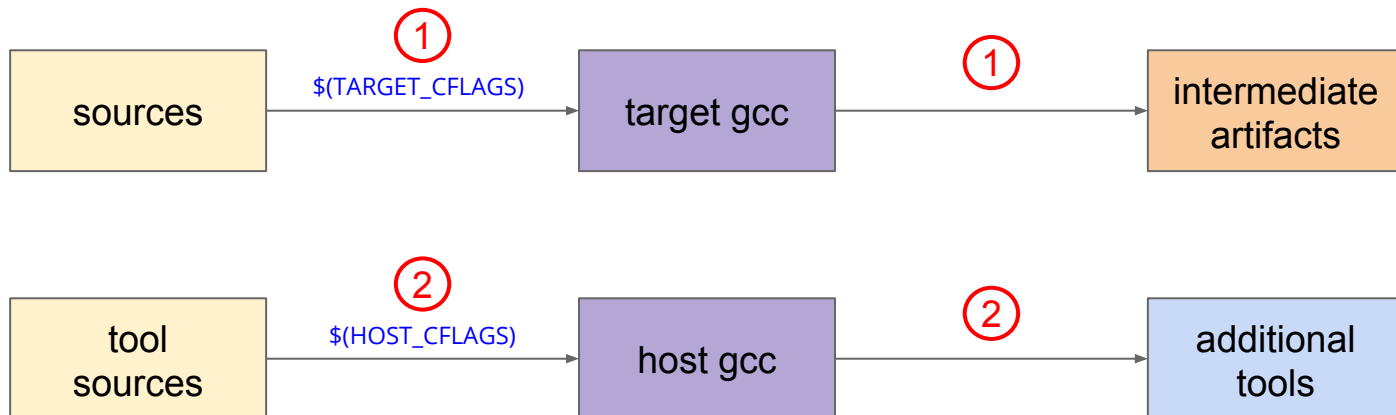 1
$(TARGET_CFLAGS)
sources
target gcc
1
intermediate
artifacts
2
$(HOST_CFLAGS)
tool
sources
host gcc
2
additional
tools